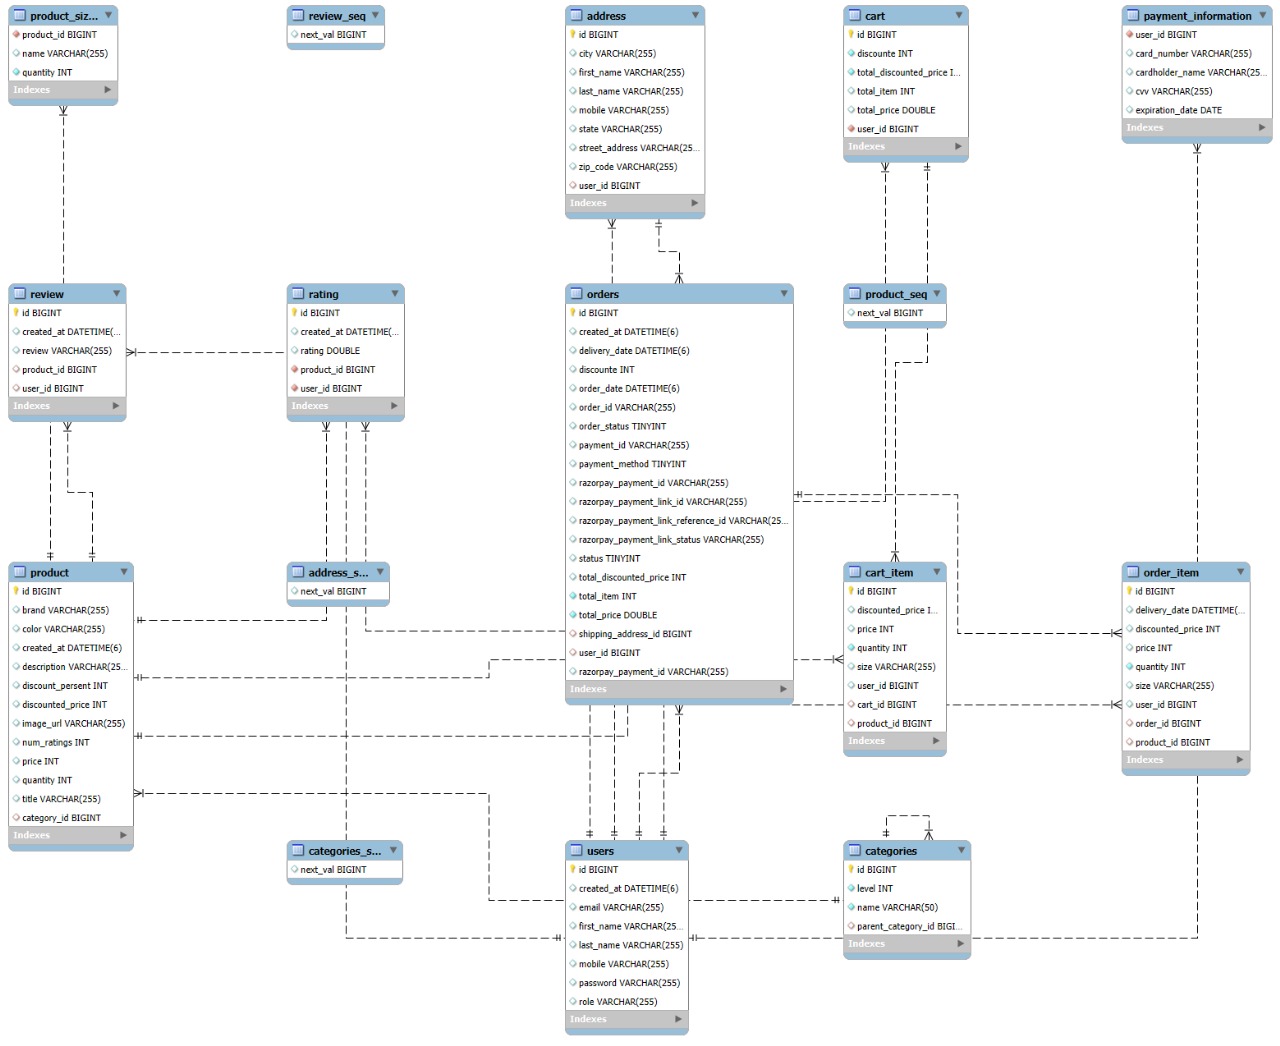 product_siz...
product_id BIGINT
name VARCHAR(255)
quantity INT
Indexes
review_seq
next_val BIGINT
address
id BIGINT
city VARCHAR(255)
first_name VARCHAR(255)
last_name VARCHAR(255)
mobile VARCHAR(255)
state VARCHAR(255)
street_address VARCHAR(25...
zip_code VARCHAR(255)
user_id BIGINT
Indexes
cart
id BIGINT
discounte INT
total_discounted_price I...
total_item INT
total_price DOUBLE
user_id BIGINT
Indexes
payment_information
user_id BIGINT
card_number VARCHAR(255)
cardholder_name VARCHAR(25...
cvv VARCHAR(255)
expiration_date DATE
Indexes
review
id BIGINT
created_at DATETIME(...
review VARCHAR(255)
product_id BIGINT
user_id BIGINT
Indexes
rating
id BIGINT
created_at DATETIME(...
rating DOUBLE
product_id BIGINT
user_id BIGINT
Indexes
orders
id BIGINT
created_at DATETIME(6)
delivery_date DATETIME(6)
discounte INT
order_date DATETIME(6)
order_id VARCHAR(255)
order_status TINYINT
payment_id VARCHAR(255)
payment_method TINYINT
razorpay_payment_id VARCHAR(255)
razorpay_payment_link_id VARCHAR(255)
razorpay_payment_link_reference_id VARCHAR(25...
razorpay_payment_link_status VARCHAR(255)
status TINYINT
total_discounted_price INT
total_item INT
total_price DOUBLE
shipping_address_id BIGINT
user_id BIGINT
razorpay_payment_id VARCHAR(255)
Indexes
product_seq
next_val BIGINT
product
id BIGINT
brand VARCHAR(255)
color VARCHAR(255)
created_at DATETIME(6)
description VARCHAR(25...
discount_persent INT
discounted_price INT
image_url VARCHAR(255)
num_ratings INT
price INT
quantity INT
title VARCHAR(255)
category_id BIGINT
Indexes
address_s...
next_val BIGINT
cart_item
id BIGINT
discounted_price I...
price INT
quantity INT
size VARCHAR(255)
user_id BIGINT
cart_id BIGINT
product_id BIGINT
Indexes
order_item
id BIGINT
delivery_date DATETIME(...
discounted_price INT
price INT
quantity INT
size VARCHAR(255)
user_id BIGINT
order_id BIGINT
product_id BIGINT
Indexes
categories_s...
next_val BIGINT
users
id BIGINT
created_at DATETIME(6)
email VARCHAR(255)
first_name VARCHAR(25...
last_name VARCHAR(255)
mobile VARCHAR(255)
password VARCHAR(255)
role VARCHAR(255)
Indexes
categories
id BIGINT
level INT
name VARCHAR(50)
parent_category_id BIGI...
Indexes